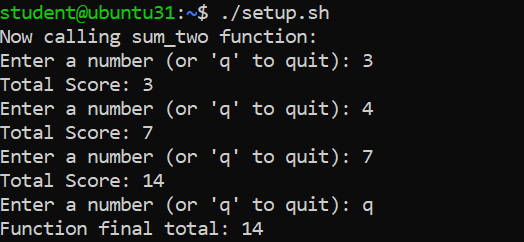 student@ubuntu31:~$ ./setup.sh
Now calling sum_two function:
Enter a number (or 'q' to quit): 3
Total Score: 3
Enter a number (or 'q' to quit): 4
Total Score: 7
Enter a number (or 'q' to quit): 7
Total Score: 14
Enter a number (or 'q' to quit): q
Function final total: 14